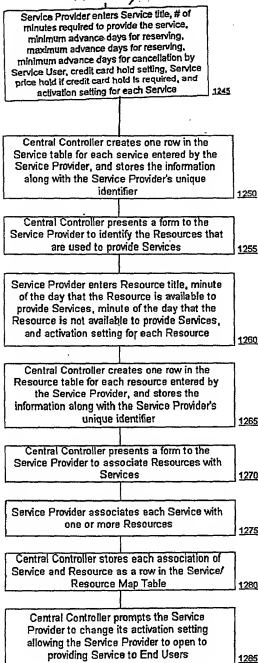 Service Provider enters Service title, # of
minutes required to provide the service,
minimum advance days for reserving,
maximum advance days for reserving,
minimum advance days for cancellation by
Service User, credit card hold setting, Service
price hold if credit card hold is required, and
activation setting for each Service
1245
Central Controller creates one row in the
Service table for each service entered by the
Service Provider, and stores the information
along with the Service Provider's unique
identifier
1250
Central Controller presents a form to the
Service Provider to identify the Resources that
are used to provide Services
1255
Service Provider enters Resource title, minute
of the day that the Resource is available to
provide Services, minute of the day that the
Resource is not available to provide Services,
and activation setting for each Resource
1260
Central Controller creates one row in the
Resource table for each resource entered by
the Service Provider, and stores the
information along with the Service Provider's
unique identifier
1265
Central Controller presents a form to the
Service Provider to associate Resources with
Services
1270
Service Provider associates each Service with
one or more Resources
1275
Central Controller stores each association of
Service and Resource as a row in the Service/
Resource Map Table
1280
Central Controller prompts the Service
Provider to change its activation setting
allowing the Service Provider to open to
providing Service to End Users
1285